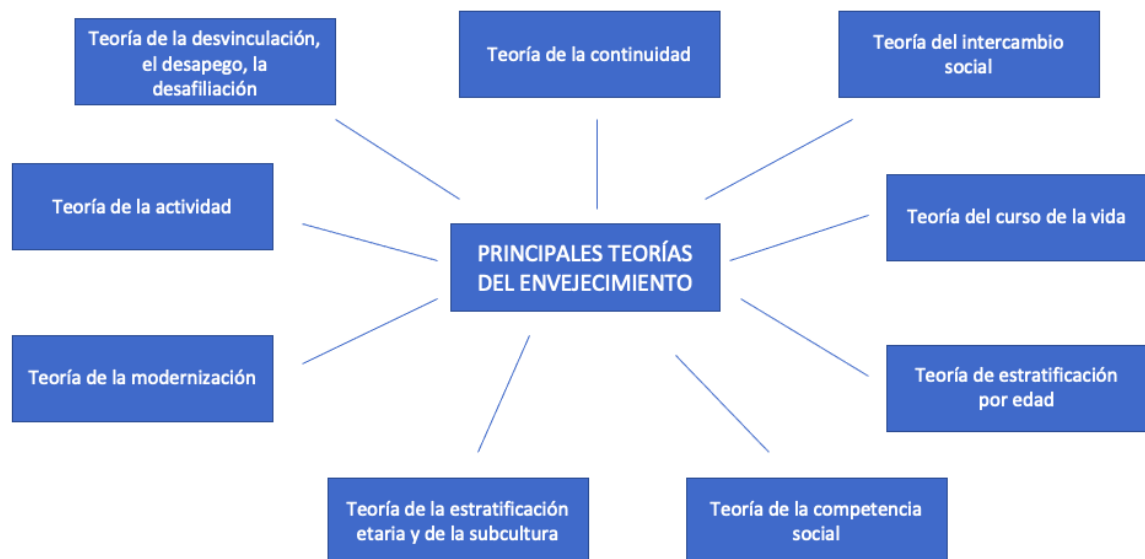 Teoría de la desvinculación,
el desapego, la
desafiliación
Teoría de la continuidad
Teoría del intercambio
social
Teoría de la actividad
Teoría del curso de la vida
PRINCIPALES TEORÍAS
DEL ENVEJECIMIENTO
Teoría de la modernización
Teoría de estratificación
por edad
Teoría de la estratificación
etaria y de la subcultura
Teoría de la competencia
social